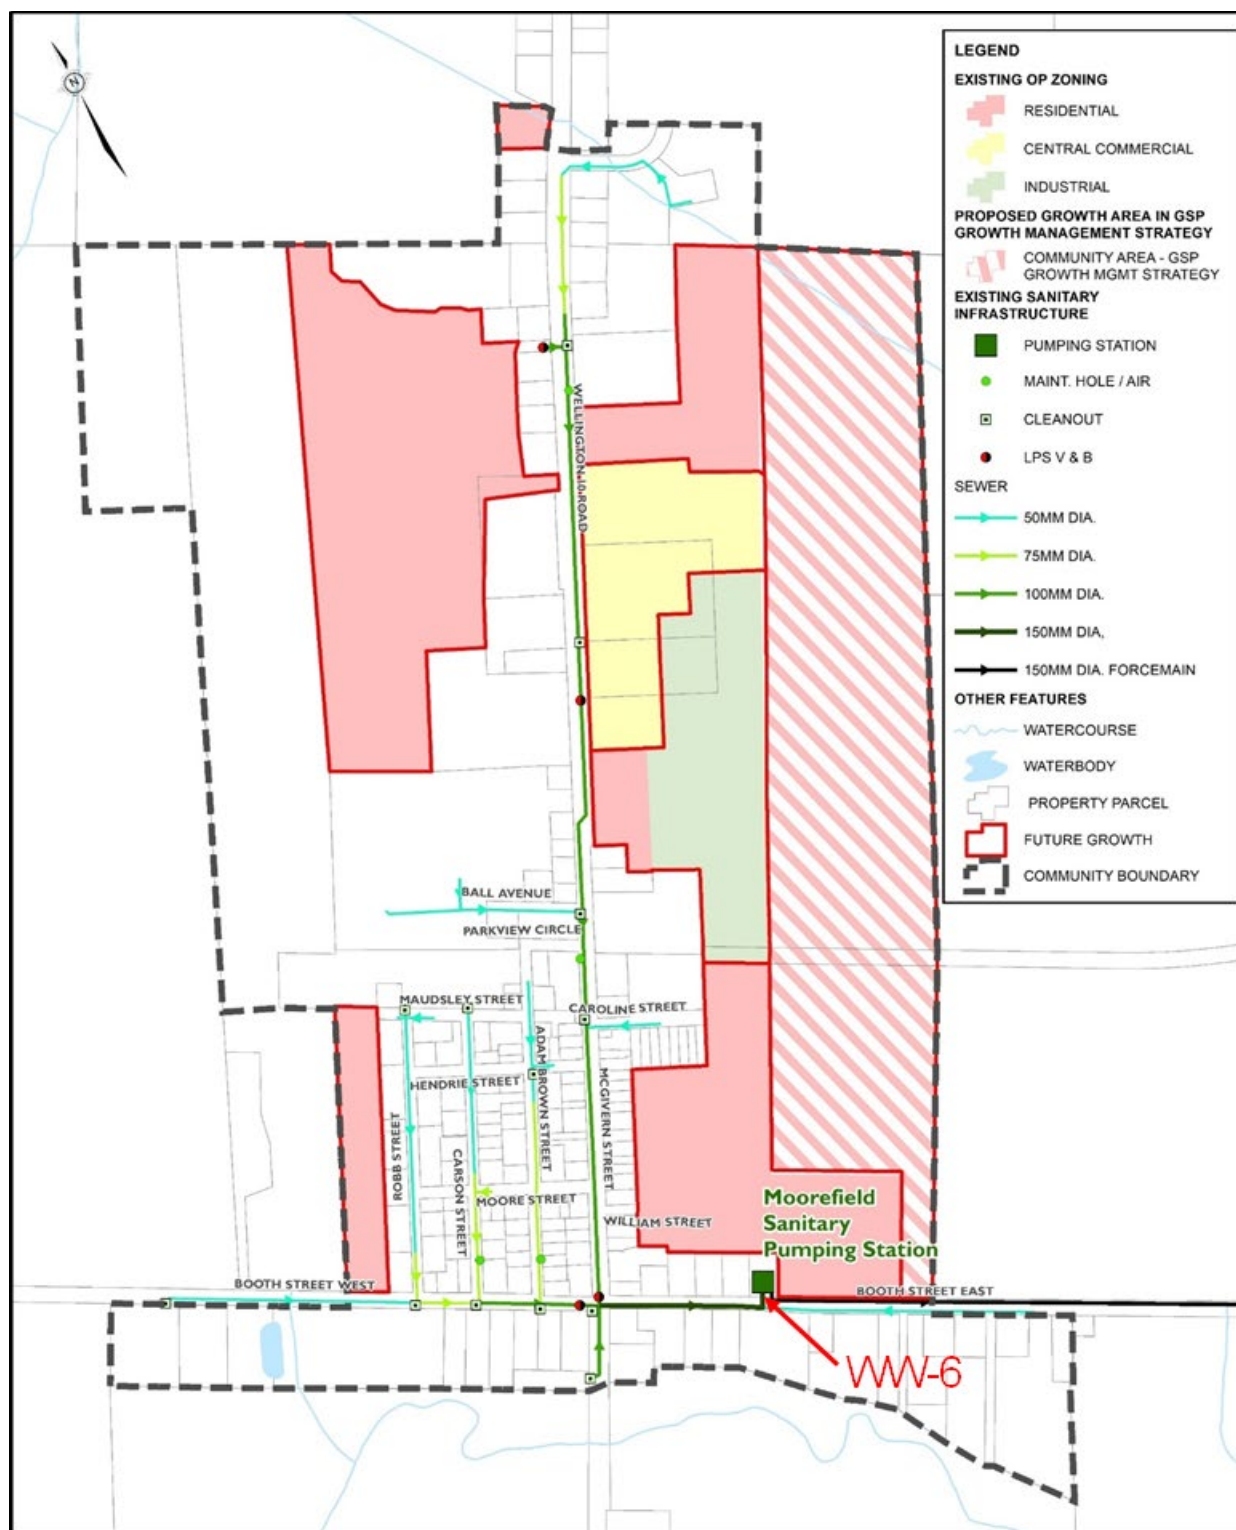 N
LEGEND
EXISTING OP ZONING
RESIDENTIAL
CENTRAL COMMERCIAL
INDUSTRIAL
PROPOSED GROWTH AREA IN GSP
GROWTH MANAGEMENT STRATEGY
COMMUNITY AREA - GSP
GROWTH MGMT STRATEGY
EXISTING SANITARY
INFRASTRUCTURE
PUMPING STATION
MAINT. HOLE / AIR
CLEANOUT
LPS V & B
SEWER
50MM DIA.
75MM DIA.
100MM DIA.
150MM DIA,
150MM DIA. FORCEMAIN
OTHER FEATURES
WATERCOURSE
WATERBODY
PROPERTY PARCEL
FUTURE GROWTH
COMMUNITY BOUNDARY
WELLINGTON 10 ROAD
BALL AVENUE
PARKVIEW CIRCLE
MAUDSLEY STREET
CAROLINE STREET
HENDRIE STREET
ADAM BROWN STREET
MCGIVERN STREET
ROBB STREET
CARSON STREET
MOORE STREET
WILLIAM STREET
Moorefield
Sanitary
Pumping Station
BOOTH STREET WEST
BOOTH STREET EAST
WW-6